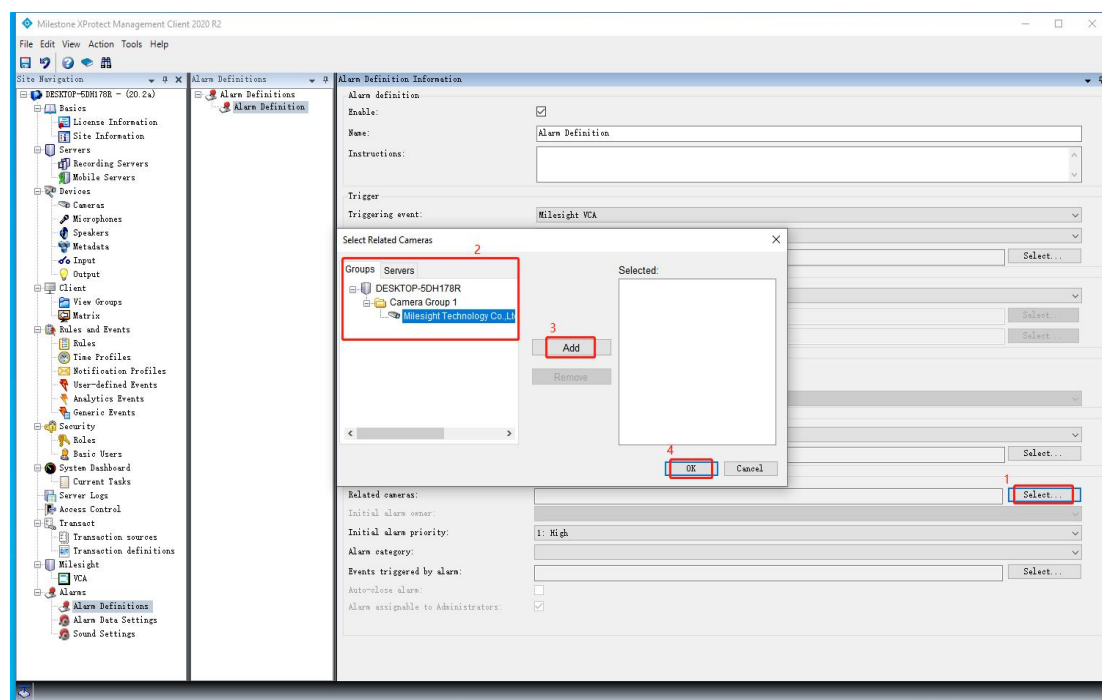 Milestone XProtect Management Client 2020 R2
File Edit View Action Tools Help
Site Navigation
DESKTOP-5DH178R - (20.2a)
Basics
License Information
Site Information
Servers
Recording Servers
Mobile Servers
Devices
Cameras
Microphones
Speakers
Metadata
Input
Output
Client
View Groups
Matrix
Rules and Events
Rules
Time Profiles
Notification Profiles
User-defined Events
Analytics Events
Generic Events
Security
Roles
Basic Users
System Dashboard
Current Tasks
Server Logs
Access Control
Transact
Transaction sources
Transaction definitions
Milesight
VCA
Alarms
Alarm Definitions
Alarm Data Settings
Sound Settings
Alarm Definitions
Alarm Definitions
Alarm Definition
Alarm Definition Information
Alarm definition
Enable:
Name: Alarm Definition
Instructions:
Trigger
Triggering event: Milesight VCA
Select...
Select...
Select...
Select...
Select Related Cameras
2
Groups Servers
DESKTOP-5DH178R
Camera Group 1
Milesight Technology Co.,Lt
3
Add
Remove
Selected:
4
OK Cancel
1
Related cameras: Select...
Initial alarm owner:
Initial alarm priority: 1: High
Alarm category:
Events triggered by alarm: Select...
Auto-close alarm:
Alarm assignable to Administrators: